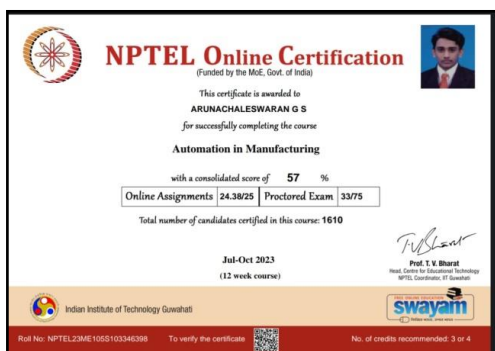 NPTEL Online Certification
(Funded by the MoE, Govt. of India)
This certificate is awarded to
ARUNACHALESWARAN G S
for successfully completing the course
Automation in Manufacturing
with a consolidated score of 57 %
Online Assignments 24.38/25 Proctored Exam 33/75
Total number of candidates certified in this course: 1610
Jul-Oct 2023
(12 week course)
Prof. T. V. Bharat
Head, Centre for Educational Technology
NPTEL Coordinator, IIT Guwahati
Indian Institute of Technology Guwahati
FREE ONLINE EDUCATION
swayam
Roll No: NPTEL23ME105S103346398 To verify the certificate No. of credits recommended: 3 or 4